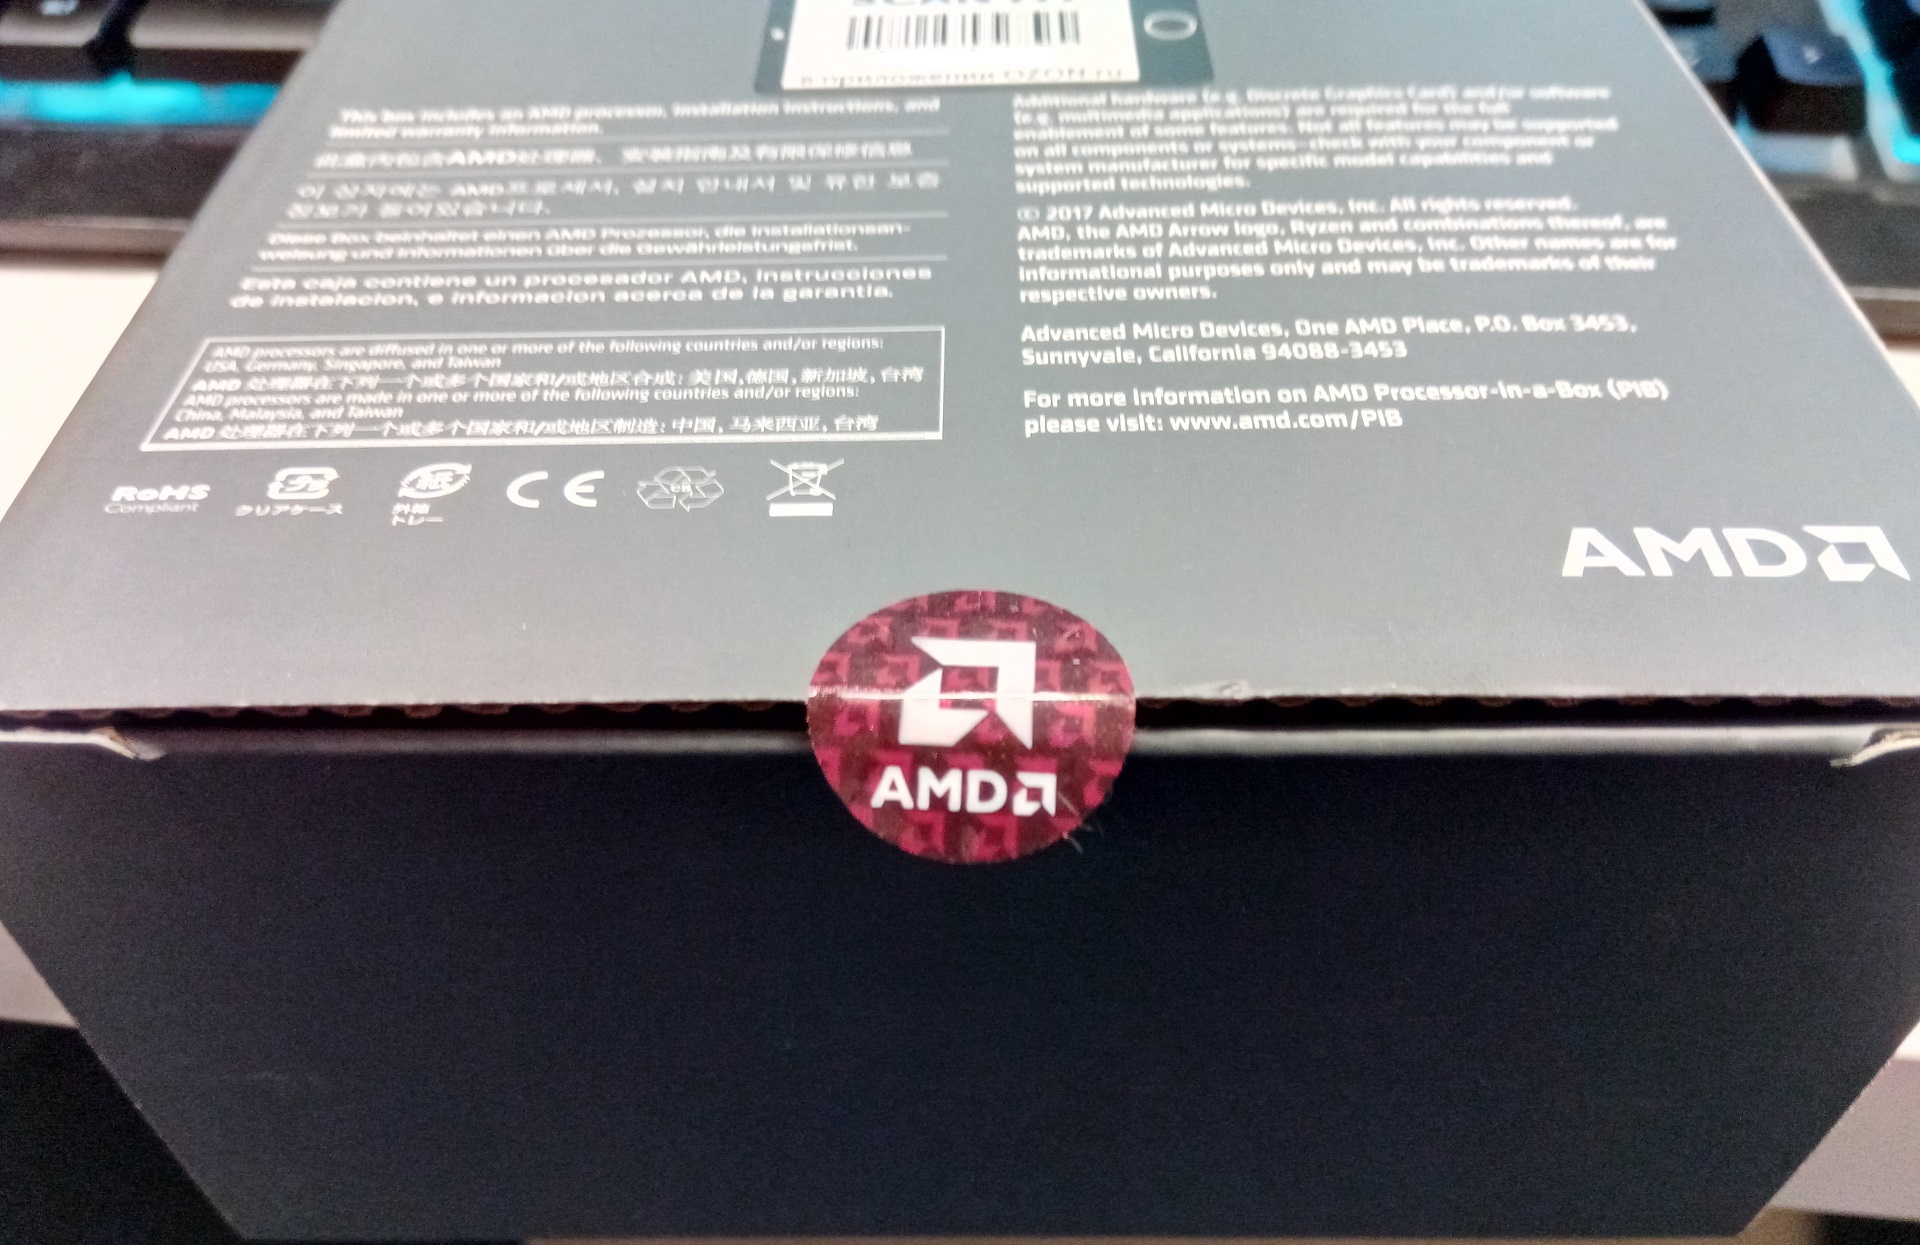 в приложении OZON.ru
This box includes an AMD processor, installation instructions, and
limited warranty information.
此盒内包含AMD处理器、安装指南及有限保修信息
이 상자에는 AMD프로세서, 설치 안내서 및 유한 보증
정보가 들어있습니다.
Diese Box beinhaltet einen AMD Prozessor, die Installationsan-
weisung und Informationen über die Gewährleistungsfrist.
Esta caja contiene un procesador AMD, instrucciones
de instalacion, e informacion acerca de la garantia.
AMD processors are diffused in one or more of the following countries and/or regions:
USA, Germany, Singapore, and Taiwan
AMD 处理器在下列一个或多个国家和/或地区合成: 美国, 德国, 新加坡, 台湾
AMD processors are made in one or more of the following countries and/or regions:
China, Malaysia, and Taiwan
AMD 处理器在下列一个或多个国家和/或地区制造: 中国, 马来西亚, 台湾
RoHS
Compliant
クリアケース
紙
外箱
トレー
CE
Additional hardware (e.g. Discrete Graphics Card) and/or software
(e.g. multimedia applications) are required for the full
enablement of some features. Not all features may be supported
on all components or systems–check with your component or
system manufacturer for specific model capabilities and
supported technologies.
© 2017 Advanced Micro Devices, Inc. All rights reserved.
AMD, the AMD Arrow logo, Ryzen and combinations thereof, are
trademarks of Advanced Micro Devices, Inc. Other names are for
informational purposes only and may be trademarks of their
respective owners.
Advanced Micro Devices, One AMD Place, P.O. Box 3453,
Sunnyvale, California 94088-3453
For more information on AMD Processor-in-a-Box (PIB)
please visit: www.amd.com/PIB
AMD
AMD